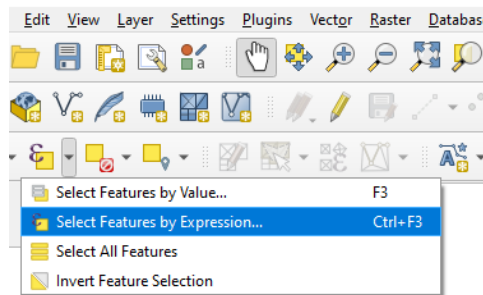 Edit View Layer Settings Plugins Vector Raster Databas
a
ε
A
Select Features by Value... F3
Select Features by Expression... Ctrl+F3
Select All Features
Invert Feature Selection